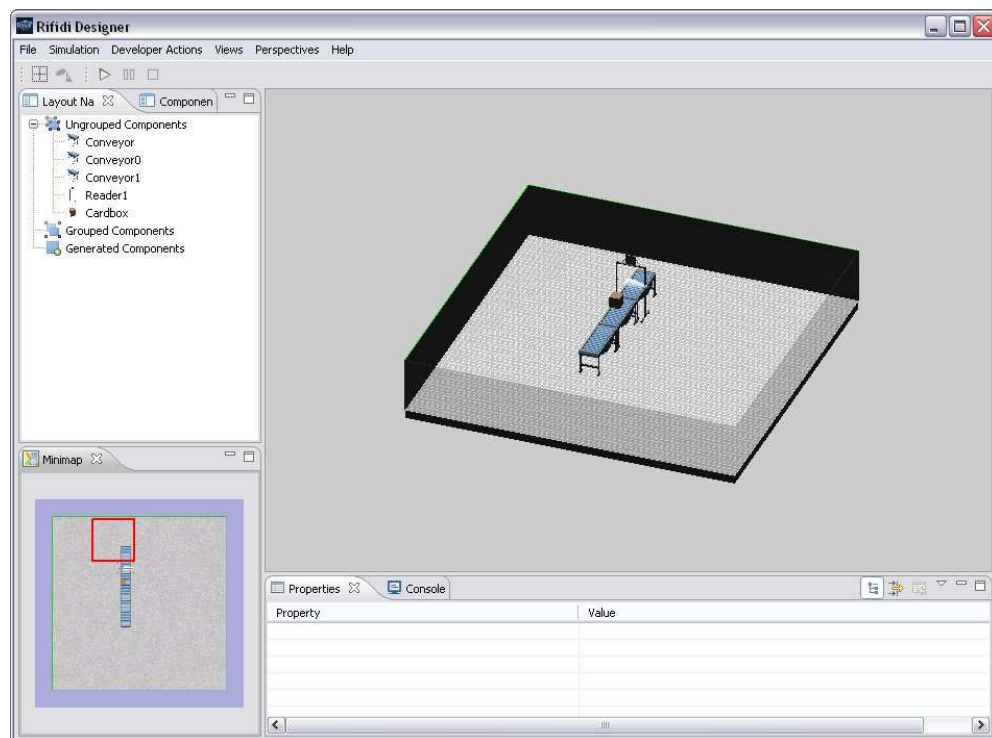 Rifidi Designer
File Simulation Developer Actions Views Perspectives Help
Layout Na Componen
Ungrouped Components
Conveyor
Conveyor0
Conveyor1
Reader1
Cardbox
Grouped Components
Generated Components
Minimap
Properties Console
Property Value